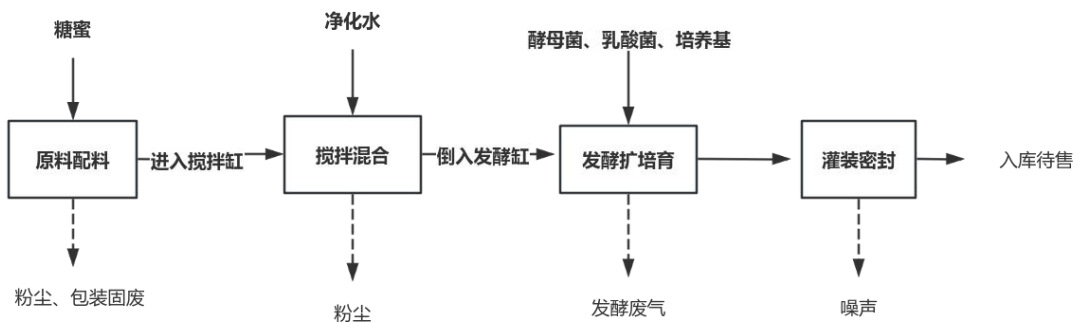 糖蜜
净化水
酵母菌、乳酸菌、培养基
原料配料
进入搅拌缸
搅拌混合
倒入发酵缸
发酵扩培育
灌装密封
入库待售
粉尘、包装固废
粉尘
发酵废气
噪声